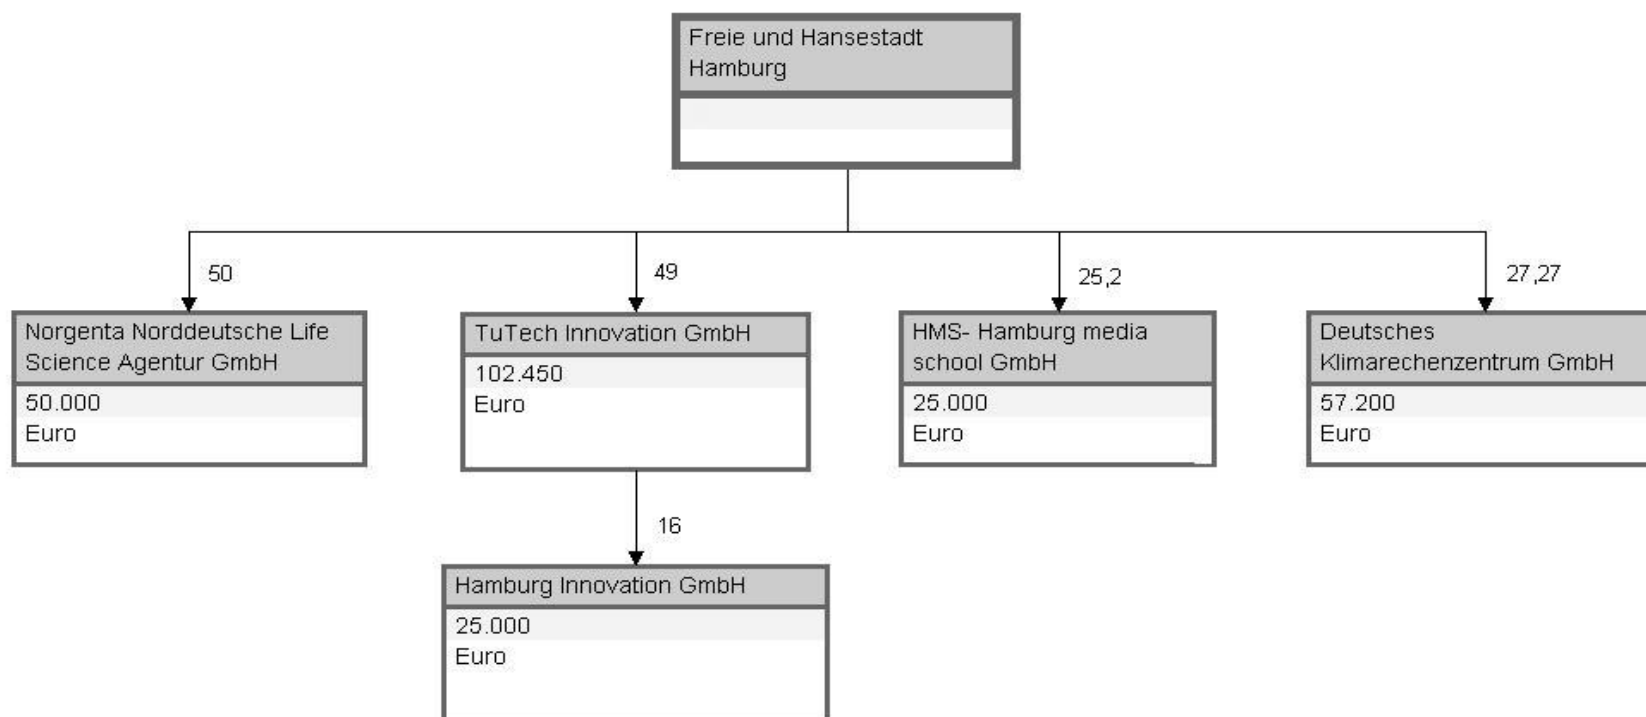 Freie und Hansestadt
Hamburg
50
49
25,2
27,27
Norgenta Norddeutsche Life
Science Agentur GmbH
50.000
Euro
TuTech Innovation GmbH
102.450
Euro
HMS- Hamburg media
school GmbH
25.000
Euro
Deutsches
Klimarechenzentrum GmbH
57.200
Euro
16
Hamburg Innovation GmbH
25.000
Euro